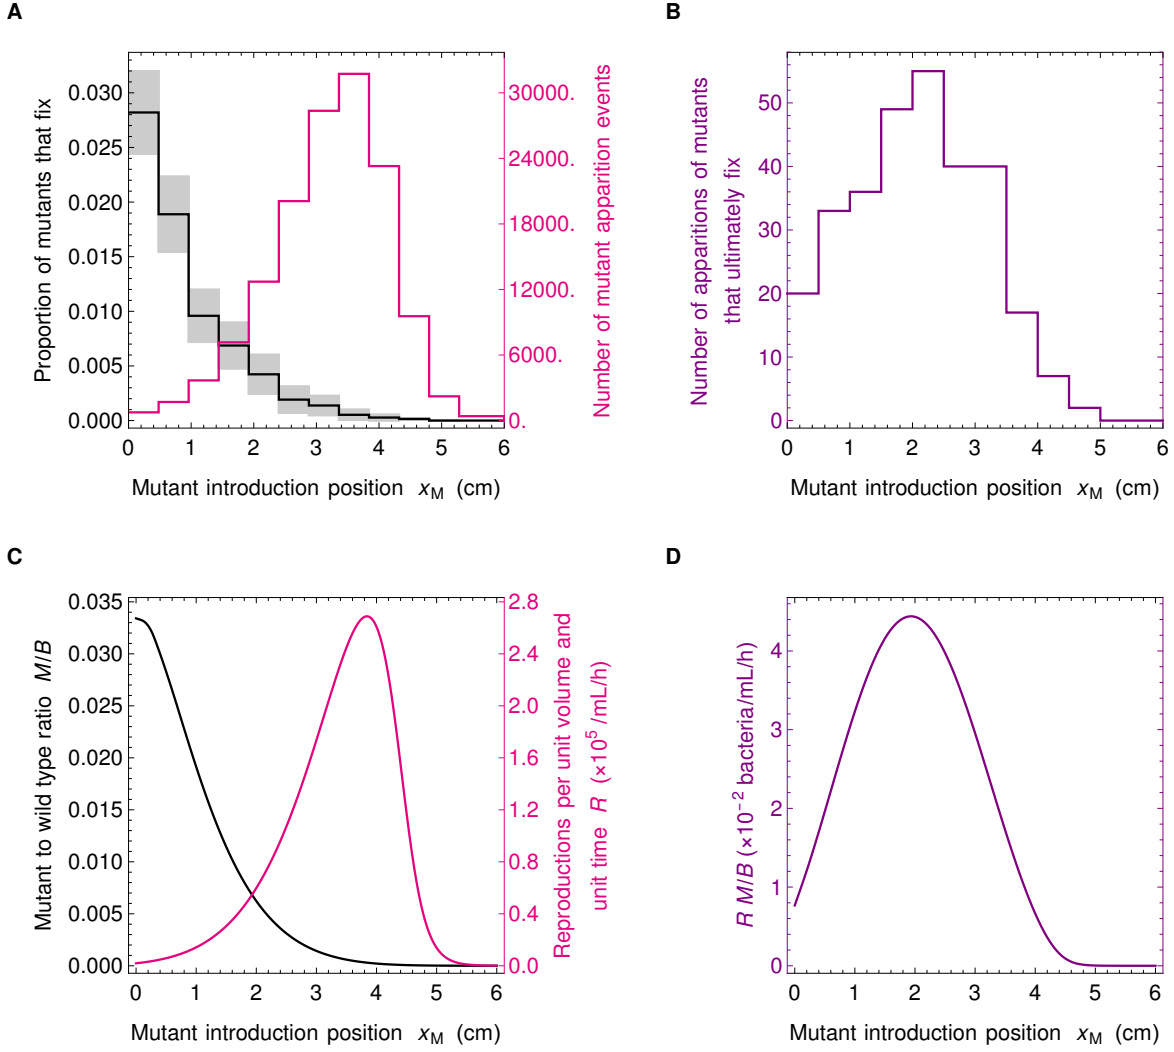 A
Proportion of mutants that fix
0.030
0.025
0.020
0.015
0.010
0.005
0.000
30000.
24000.
18000.
12000.
6000.
0.
Number of mutant apparition events
0 1 2 3 4 5 6
Mutant introduction position x_M (cm)
B
Number of apparitions of mutants
that ultimately fix
50
40
30
20
10
0
0 1 2 3 4 5 6
Mutant introduction position x_M (cm)
C
Mutant to wild type ratio M/B
0.035
0.030
0.025
0.020
0.015
0.010
0.005
0.000
2.8
2.4
2.0
1.6
1.2
0.8
0.4
0.0
Reproductions per unit volume and
unit time R (×10⁵ /mL/h)
0 1 2 3 4 5 6
Mutant introduction position x_M (cm)
D
R M/B (×10⁻² bacteria/mL/h)
4
3
2
1
0
0 1 2 3 4 5 6
Mutant introduction position x_M (cm)